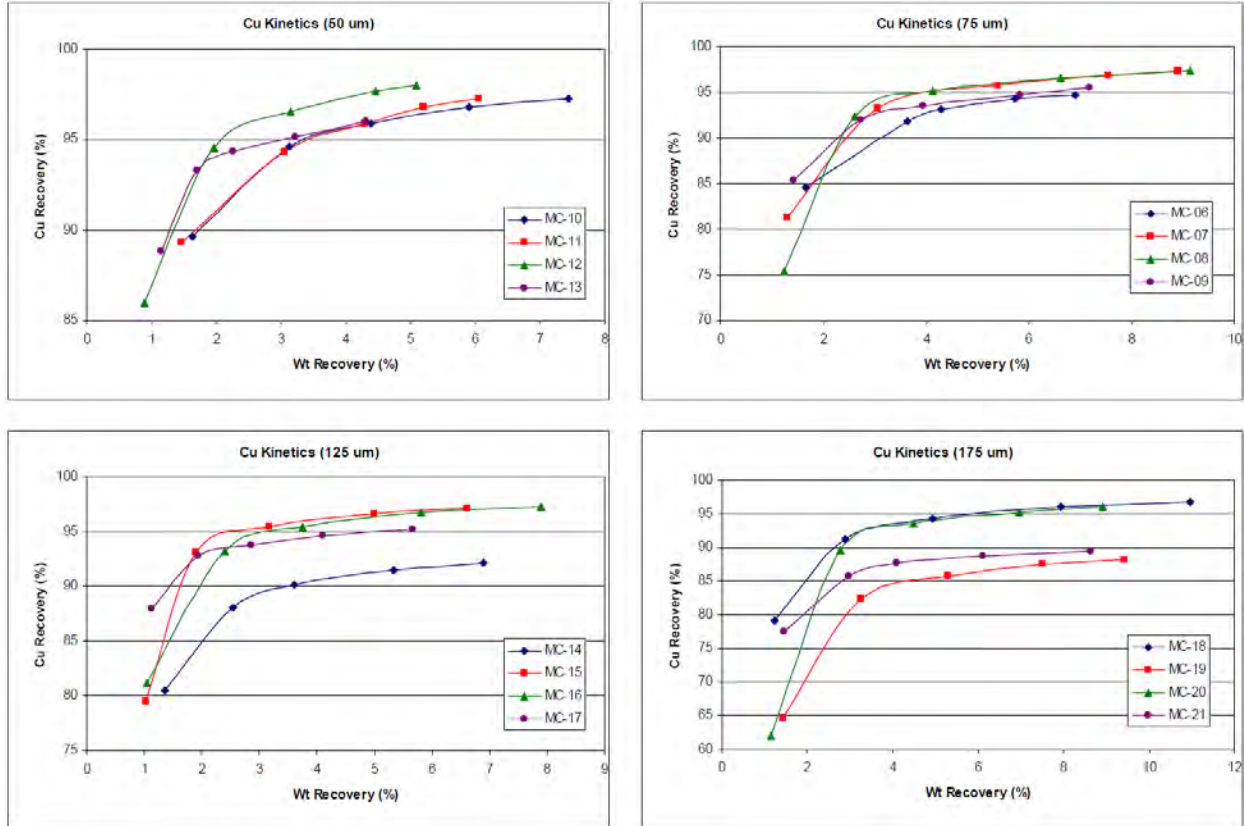 Cu Kinetics (50 um)
100
95
90
85
Cu Recovery (%)
0 1 2 3 4 5 6 7 8
Wt Recovery (%)
MC-10
MC-11
MC-12
MC-13
Cu Kinetics (75 um)
100
95
90
85
80
75
70
Cu Recovery (%)
0 2 4 6 8 10
Wt Recovery (%)
MC-06
MC-07
MC-08
MC-09
Cu Kinetics (125 um)
100
95
90
85
80
75
Cu Recovery (%)
0 1 2 3 4 5 6 7 8 9
Wt Recovery (%)
MC-14
MC-15
MC-16
MC-17
Cu Kinetics (175 um)
100
95
90
85
80
75
70
65
60
Cu Recovery (%)
0 2 4 6 8 10 12
Wt Recovery (%)
MC-18
MC-19
MC-20
MC-21